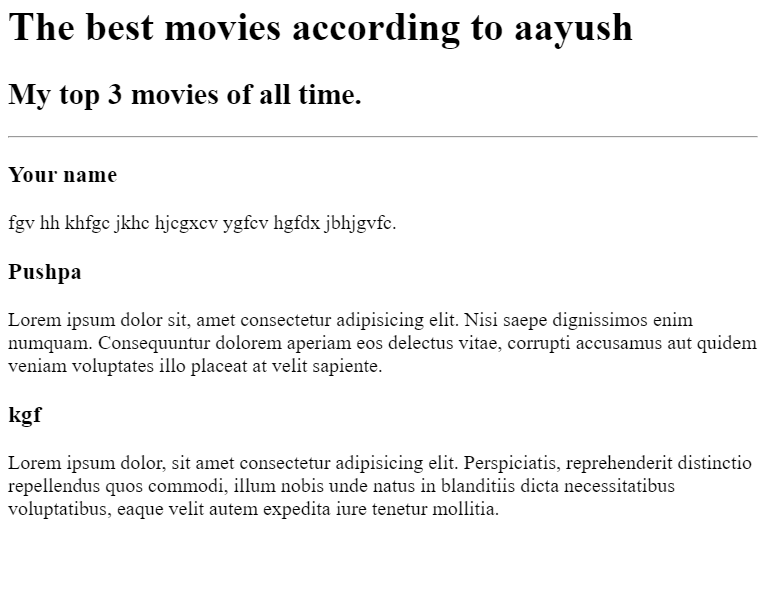 The best movies according to aayush
My top 3 movies of all time.
Your name
fgv hh khfgc jkhc hjcgxcv ygfcv hgfdx jbhjgvfc.
Pushpa
Lorem ipsum dolor sit, amet consectetur adipisicing elit. Nisi saepe dignissimos enim
numquam. Consequuntur dolorem aperiam eos delectus vitae, corrupti accusamus aut quidem
veniam voluptates illo placeat at velit sapiente.
kgf
Lorem ipsum dolor, sit amet consectetur adipisicing elit. Perspiciatis, reprehenderit distinctio
repellendus quos commodi, illum nobis unde natus in blanditiis dicta necessitatibus
voluptatibus, eaque velit autem expedita iure tenetur mollitia.